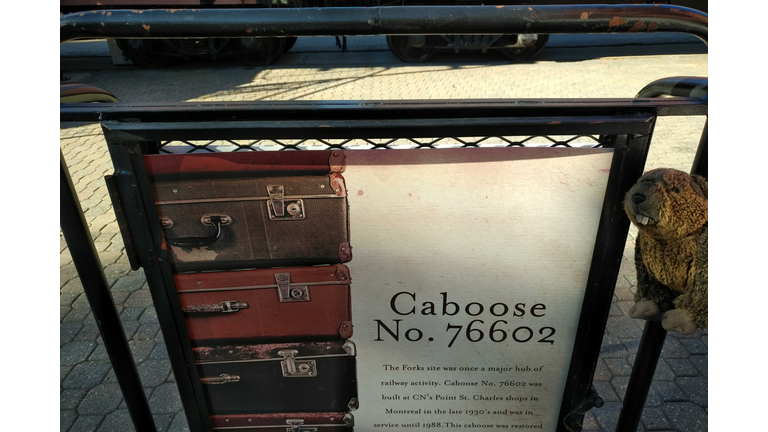 Caboose
No. 76602
The Forks site was once a major hub of
railway activity. Caboose No. 76602 was
built at CN's Point St. Charles shops in
Montreal in the late 1930's and was in
service until 1988. This caboose was restored